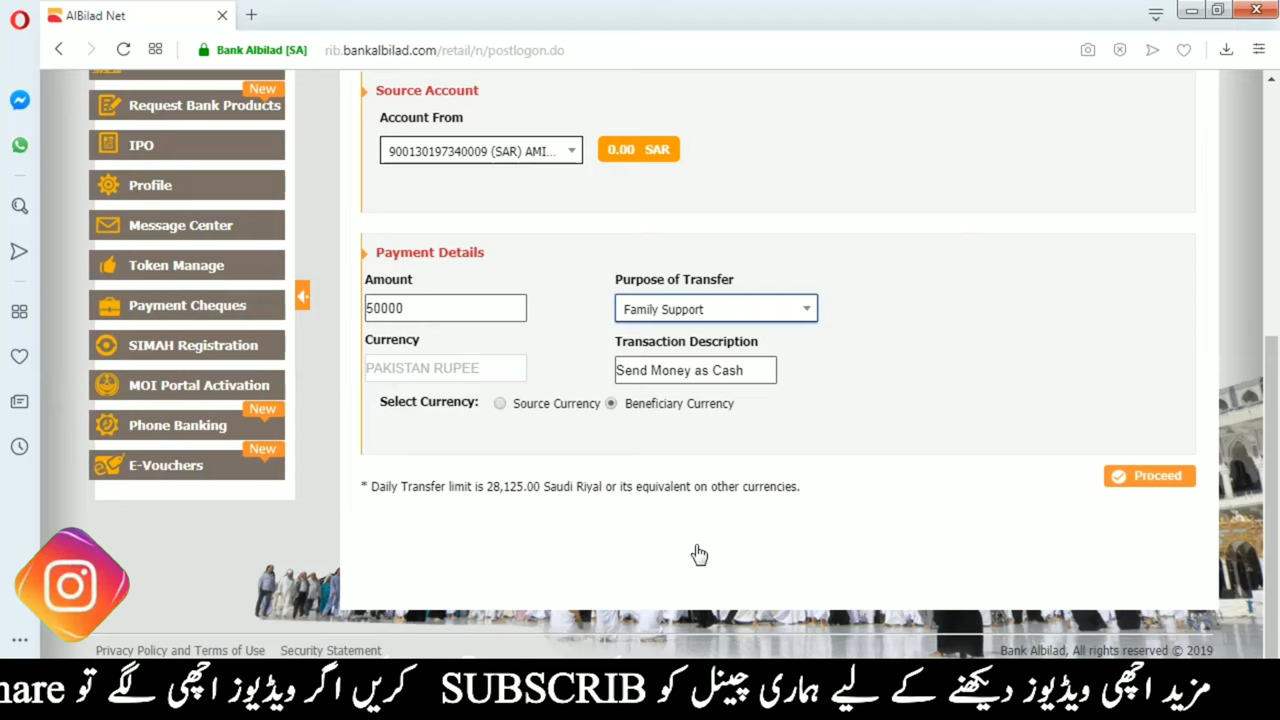 AlBilad Net
Bank Albilad [SA]
rib.bankalbilad.com/retail/n/postlogon.do
New
Request Bank Products
IPO
Profile
Message Center
Token Manage
Payment Cheques
SIMAH Registration
MOI Portal Activation
New
Phone Banking
New
E-Vouchers
Source Account
Account From
900130197340009 (SAR) AMI...
0.00 SAR
Payment Details
Amount
Purpose of Transfer
50000
Family Support
Currency
Transaction Description
PAKISTAN RUPEE
Send Money as Cash
Select Currency:
Source Currency
Beneficiary Currency
Proceed
* Daily Transfer limit is 28,125.00 Saudi Riyal or its equivalent on other currencies.
Privacy Policy and Terms of Use
Security Statement
Bank Albilad, All rights reserved © 2019
مزید اچھی ویڈیوز دیکھنے کے لیے ہماری چینل کو SUBSCRIB کریں اگر ویڈیوز اچھی لگے تو hare